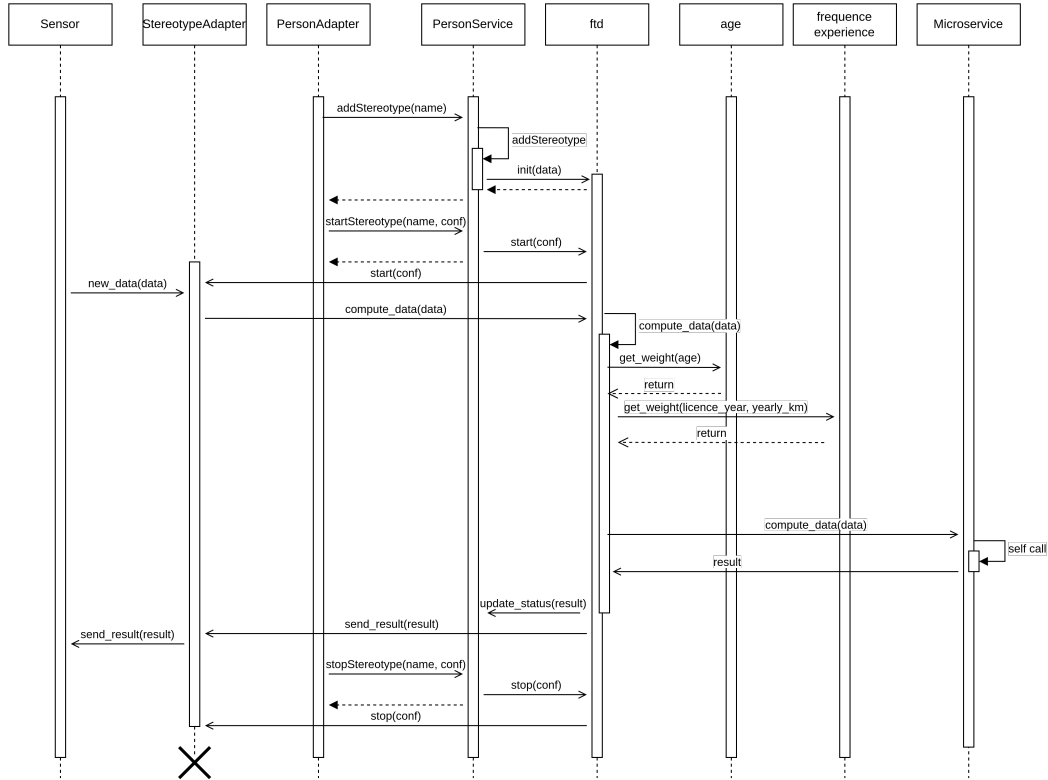 Sensor
StereotypeAdapter
PersonAdapter
PersonService
ftd
age
frequence
experience
Microservice
addStereotype(name)
addStereotype
init(data)
startStereotype(name, conf)
start(conf)
start(conf)
new_data(data)
compute_data(data)
compute_data(data)
get_weight(age)
return
get_weight(licence_year, yearly_km)
return
compute_data(data)
self call
result
update_status(result)
send_result(result)
send_result(result)
stopStereotype(name, conf)
stop(conf)
stop(conf)